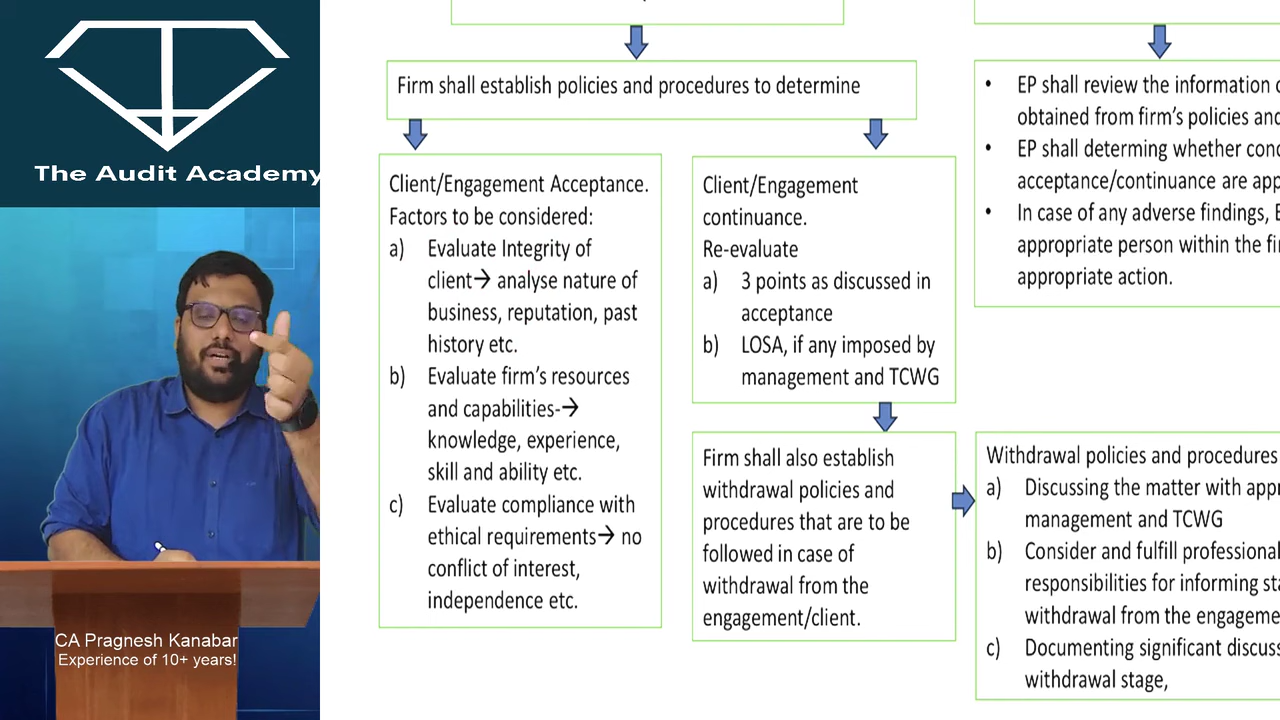 The Audit Academy
CA Pragnesh Kanabar
Experience of 10+ years!
Firm shall establish policies and procedures to determine
Client/Engagement Acceptance.
Factors to be considered:
a) Evaluate Integrity of
client→ analyse nature of
business, reputation, past
history etc.
b) Evaluate firm's resources
and capabilities-→
knowledge, experience,
skill and ability etc.
c) Evaluate compliance with
ethical requirements→ no
conflict of interest,
independence etc.
Client/Engagement
continuance.
Re-evaluate
a) 3 points as discussed in
acceptance
b) LOSA, if any imposed by
management and TCWG
Firm shall also establish
withdrawal policies and
procedures that are to be
followed in case of
withdrawal from the
engagement/client.
• EP shall review the information
obtained from firm's policies and
• EP shall determing whether conc
acceptance/continuance are app
• In case of any adverse findings, E
appropriate person within the fir
appropriate action.
Withdrawal policies and procedures
a) Discussing the matter with appr
management and TCWG
b) Consider and fulfill professional
responsibilities for informing sta
withdrawal from the engageme
c) Documenting significant discuss
withdrawal stage,